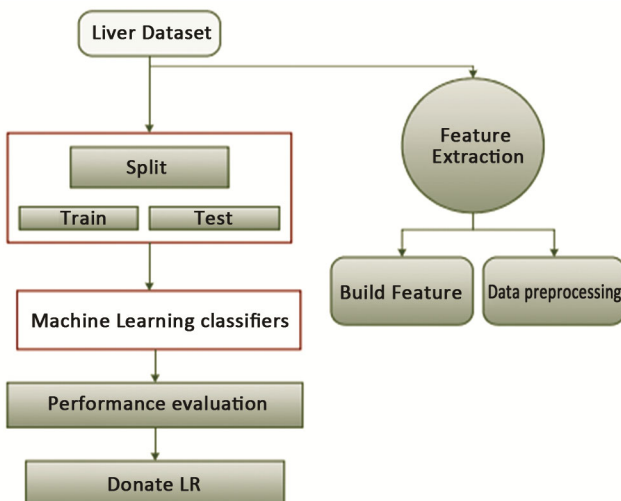 Liver Dataset
Feature
Extraction
Split
Train
Test
Build Feature
Data preprocessing
Machine Learning classifiers
Performance evaluation
Donate LR